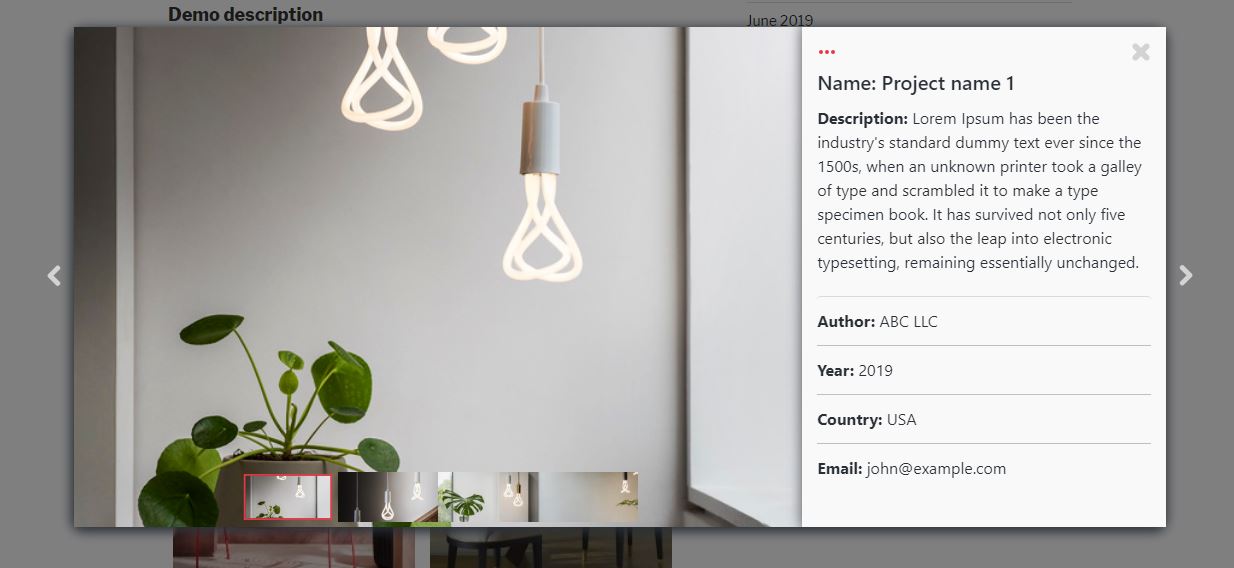 Demo description
June 2019
Name: Project name 1
Description: Lorem Ipsum has been the
industry's standard dummy text ever since the
1500s, when an unknown printer took a galley
of type and scrambled it to make a type
specimen book. It has survived not only five
centuries, but also the leap into electronic
typesetting, remaining essentially unchanged.
Author: ABC LLC
Year: 2019
Country: USA
Email: john@example.com